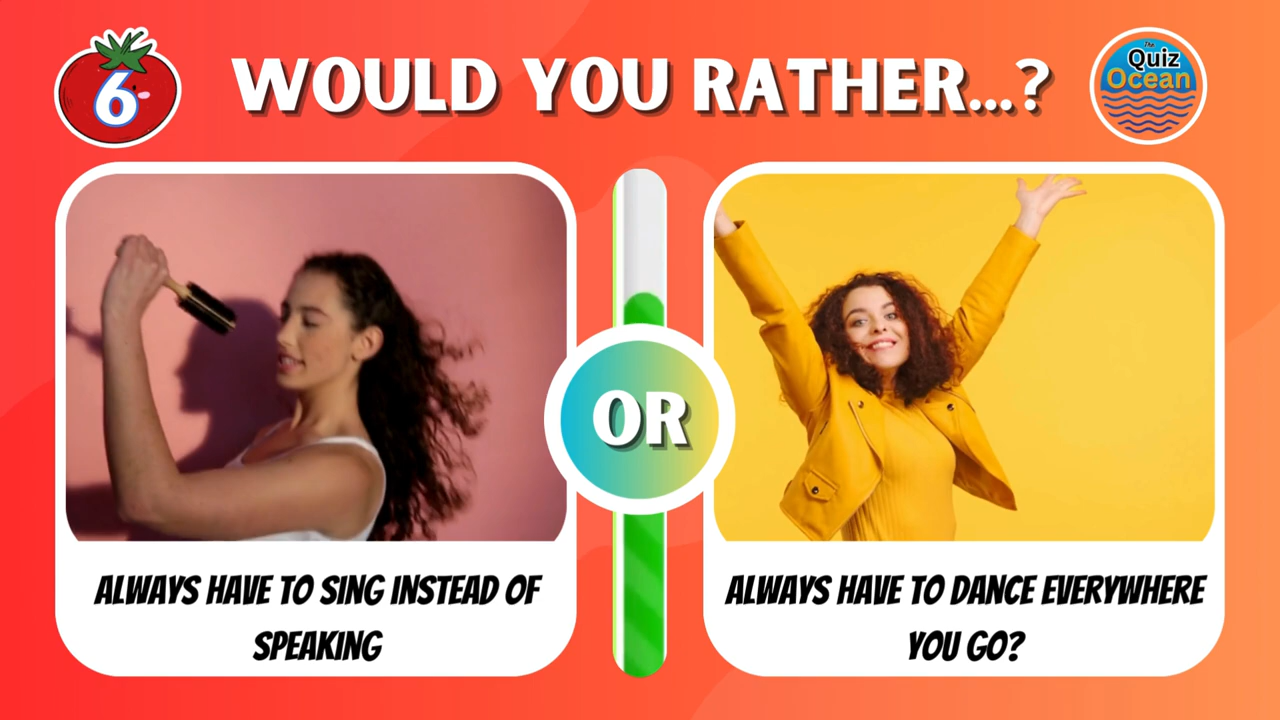 6
WOULD YOU RATHER...?
The
Quiz
Ocean
OR
ALWAYS HAVE TO SING INSTEAD OF
SPEAKING
ALWAYS HAVE TO DANCE EVERYWHERE
YOU GO?